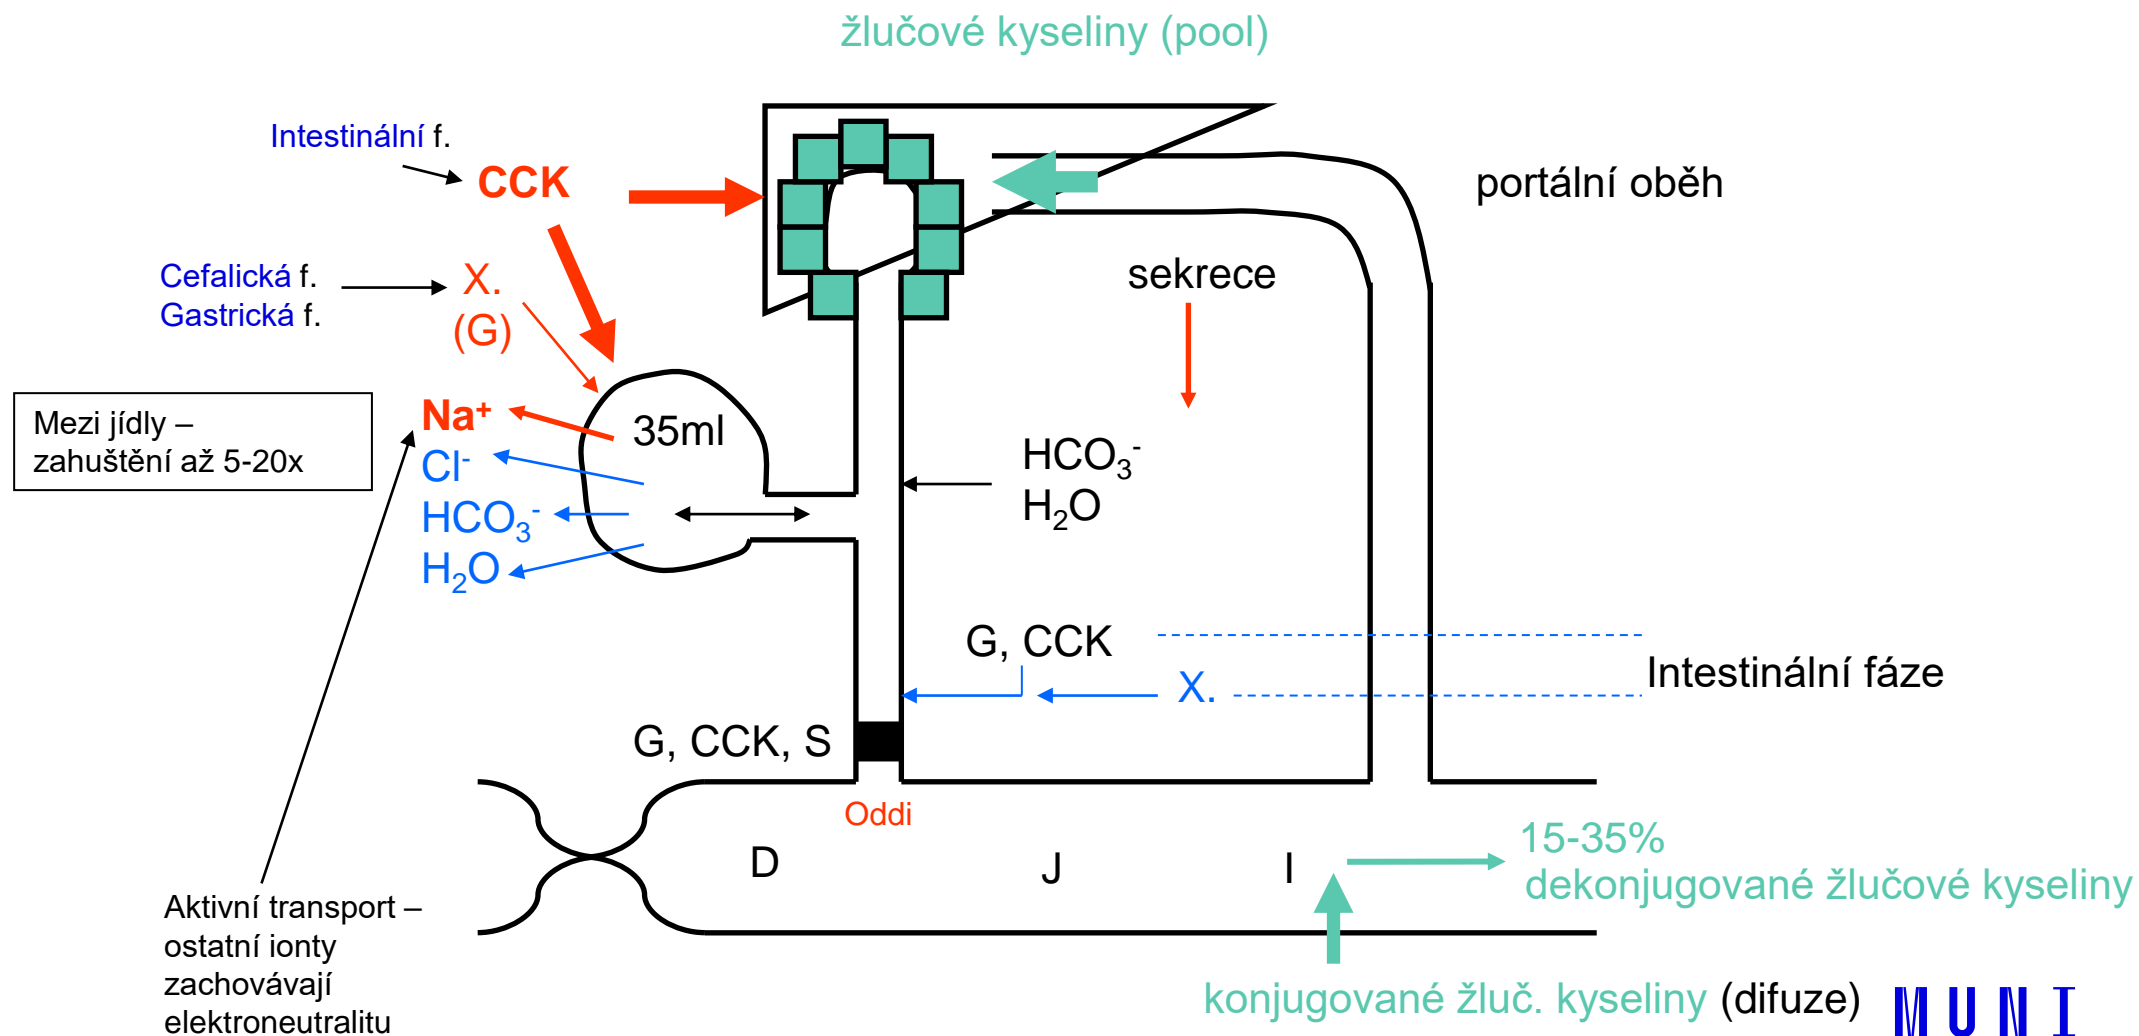 žlučové kyseliny (pool)
Intestinální f.
CCK
portální oběh
Cefalická f.
Gastrická f.
X.
(G)
sekrece
Mezi jídly –
zahuštění až 5-20x
Na⁺
Cl⁻
HCO₃⁻
H₂O
35ml
HCO₃⁻
H₂O
G, CCK
X.
Intestinální fáze
G, CCK, S
Oddi
D
J
I
15-35%
dekonjugované žlučové kyseliny
Aktivní transport –
ostatní ionty
zachovávají
elektroneutralitu
konjugované žluč. kyseliny (difuze)
MUNI